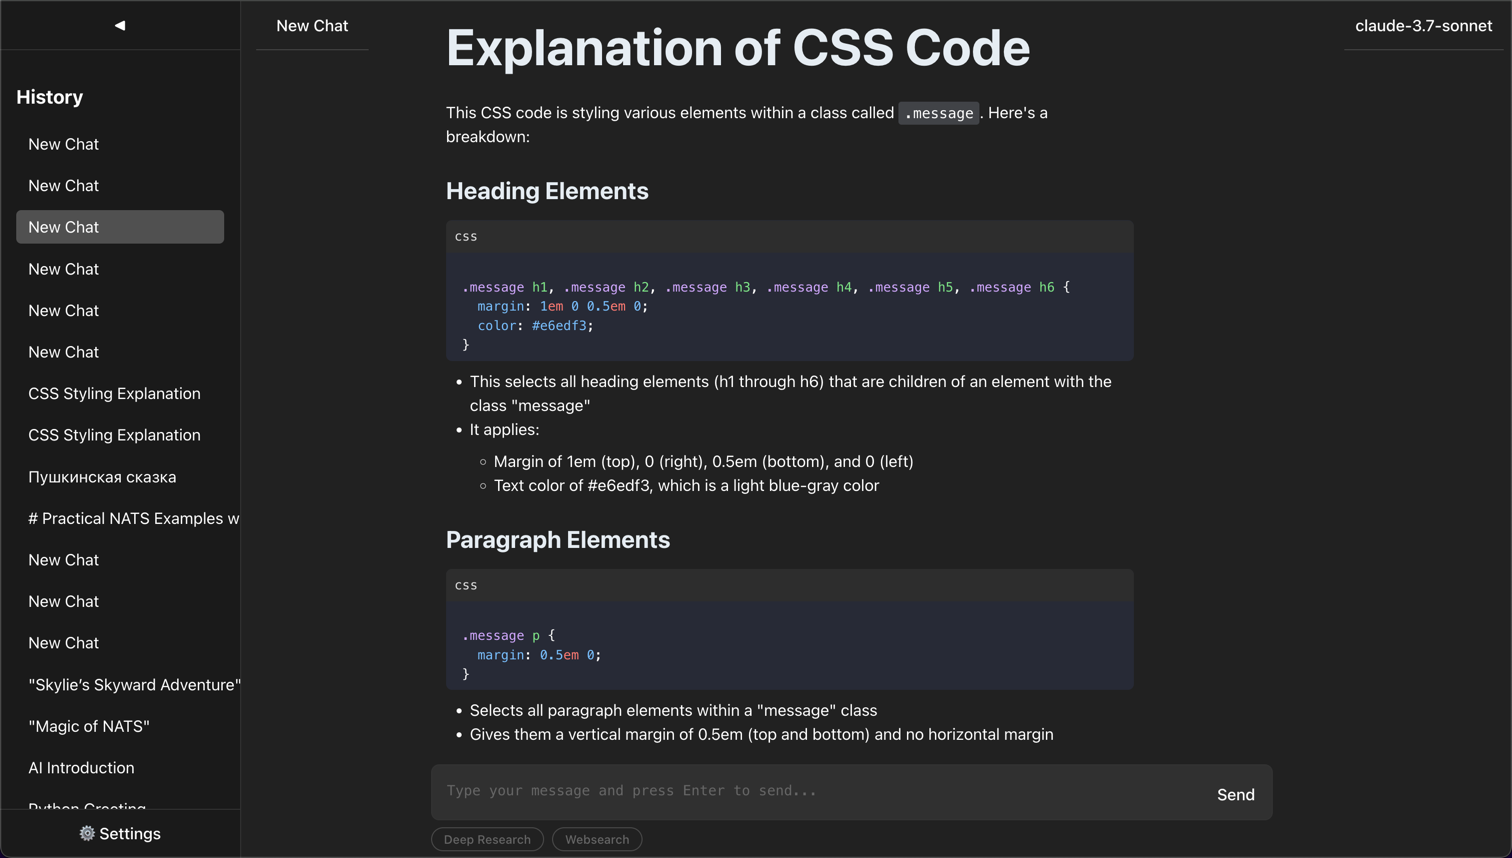 ◀
New Chat
claude-3.7-sonnet
History
New Chat
New Chat
New Chat
New Chat
New Chat
New Chat
CSS Styling Explanation
CSS Styling Explanation
Пушкинская сказка
# Practical NATS Examples w
New Chat
New Chat
New Chat
"Skylie’s Skyward Adventure"
"Magic of NATS"
AI Introduction
Python Greeting
⚙️ Settings
Explanation of CSS Code
This CSS code is styling various elements within a class called .message. Here's a
breakdown:
Heading Elements
css
.message h1, .message h2, .message h3, .message h4, .message h5, .message h6 {
  margin: 1em 0 0.5em 0;
  color: #e6edf3;
}
• This selects all heading elements (h1 through h6) that are children of an element with the
class "message"
• It applies:
◦ Margin of 1em (top), 0 (right), 0.5em (bottom), and 0 (left)
◦ Text color of #e6edf3, which is a light blue-gray color
Paragraph Elements
css
.message p {
  margin: 0.5em 0;
}
• Selects all paragraph elements within a "message" class
• Gives them a vertical margin of 0.5em (top and bottom) and no horizontal margin
Type your message and press Enter to send...
Send
Deep Research
Websearch